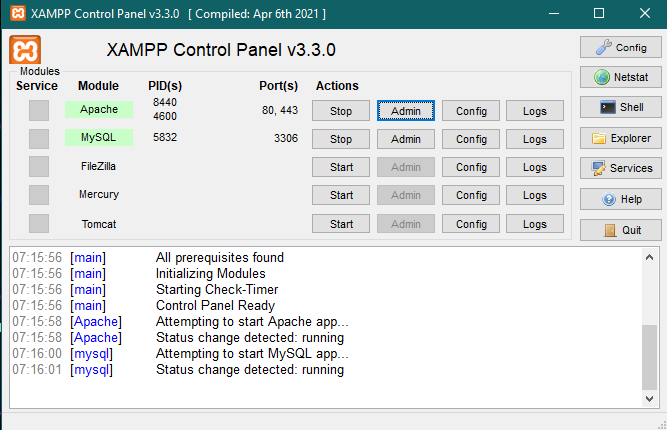 XAMPP Control Panel v3.3.0 [ Compiled: Apr 6th 2021 ]
XAMPP Control Panel v3.3.0
Config
Modules
Service Module PID(s) Port(s) Actions
Netstat
Apache 8440 4600 80, 443 Stop Admin Config Logs
Shell
MySQL 5832 3306 Stop Admin Config Logs
Explorer
FileZilla Start Admin Config Logs
Services
Mercury Start Admin Config Logs
Help
Tomcat Start Admin Config Logs
Quit
07:15:56 [main] All prerequisites found
07:15:56 [main] Initializing Modules
07:15:56 [main] Starting Check-Timer
07:15:56 [main] Control Panel Ready
07:15:58 [Apache] Attempting to start Apache app...
07:15:58 [Apache] Status change detected: running
07:16:00 [mysql] Attempting to start MySQL app...
07:16:01 [mysql] Status change detected: running